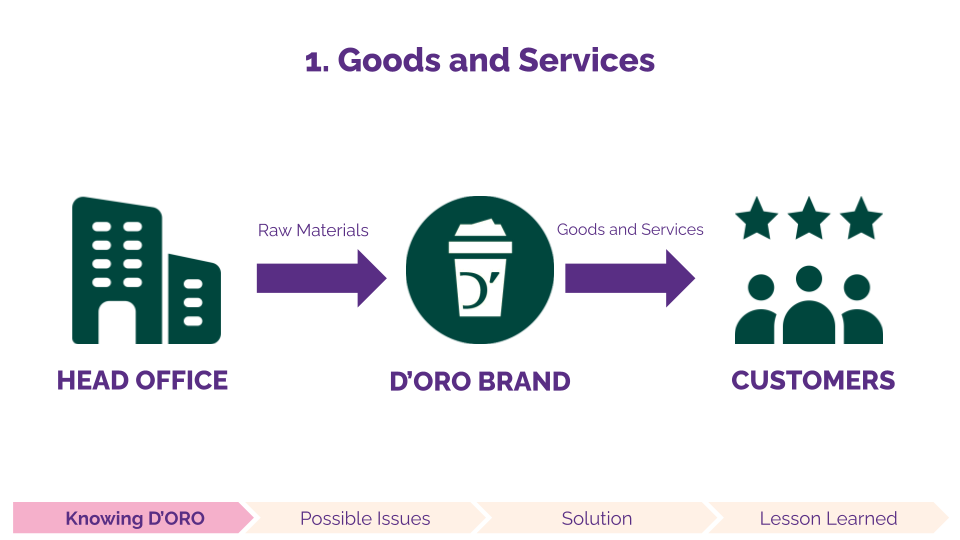 1. Goods and Services
Raw Materials
Goods and Services
D'
HEAD OFFICE
D’ORO BRAND
CUSTOMERS
Knowing D’ORO
Possible Issues
Solution
Lesson Learned